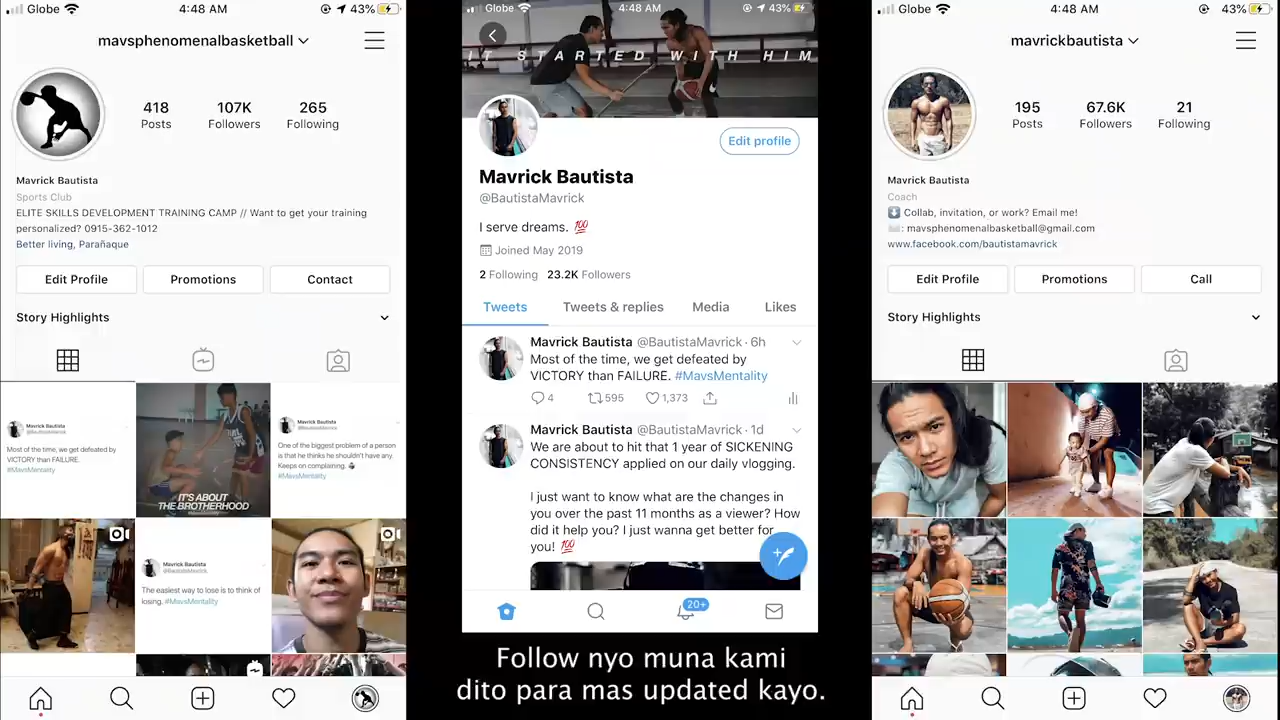 Globe 4:48 AM 43%
mavsphenomenalbasketball
418 107K 265
Posts Followers Following
Mavrick Bautista
Sports Club
ELITE SKILLS DEVELOPMENT TRAINING CAMP // Want to get your training
personalized? 0915-362-1012
Better living, Parañaque
Edit Profile Promotions Contact
Story Highlights
Mavrick Bautista
@BautistaMavrick
Most of the time, we get defeated by
VICTORY than FAILURE.
#MavsMentality
IT'S ABOUT
THE BROTHERHOOD
Mavrick Bautista
@BautistaMavrick
One of the biggest problem of a person
is that he thinks he shouldn't have any.
Keeps on complaining.
#MavsMentality
Mavrick Bautista
@BautistaMavrick
The easiest way to lose is to think of
losing. #MavsMentality
Globe 4:48 AM 43%
IT STARTED WITH HIM
Edit profile
Mavrick Bautista
@BautistaMavrick
I serve dreams. 💯
Joined May 2019
2 Following 23.2K Followers
Tweets Tweets & replies Media Likes
Mavrick Bautista @BautistaMavrick · 6h
Most of the time, we get defeated by
VICTORY than FAILURE. #MavsMentality
4 595 1,373
Mavrick Bautista @BautistaMavrick · 1d
We are about to hit that 1 year of SICKENING
CONSISTENCY applied on our daily vlogging.
I just want to know what are the changes in
you over the past 11 months as a viewer? How
did it help you? I just wanna get better for
you! 💯
20+
Follow nyo muna kami
dito para mas updated kayo.
Globe 4:48 AM 43%
mavrickbautista
195 67.6K 21
Posts Followers Following
Mavrick Bautista
Coach
⬇️ Collab, invitation, or work? Email me!
✉️: mavsphenomenalbasketball@gmail.com
www.facebook.com/bautistamavrick
Edit Profile Promotions Call
Story Highlights